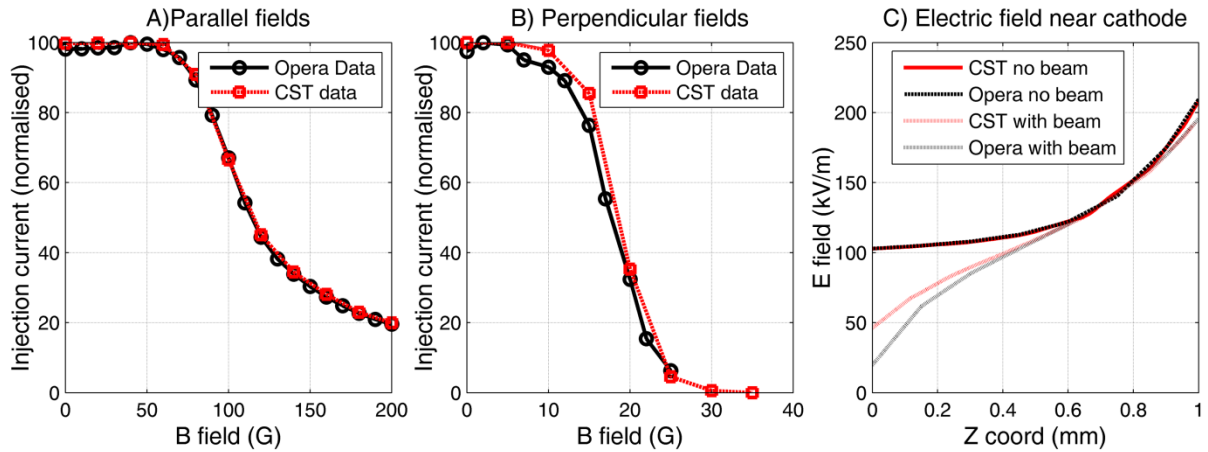 A)Parallel fields
100
80
60
40
20
0
0
50
100
150
200
Injection current (normalised)
B field (G)
Opera Data
CST data
B) Perpendicular fields
100
80
60
40
20
0
0
10
20
30
40
Injection current (normalised)
B field (G)
Opera Data
CST data
C) Electric field near cathode
250
200
150
100
50
0
0
0.2
0.4
0.6
0.8
1
E field (kV/m)
Z coord (mm)
CST no beam
Opera no beam
CST with beam
Opera with beam